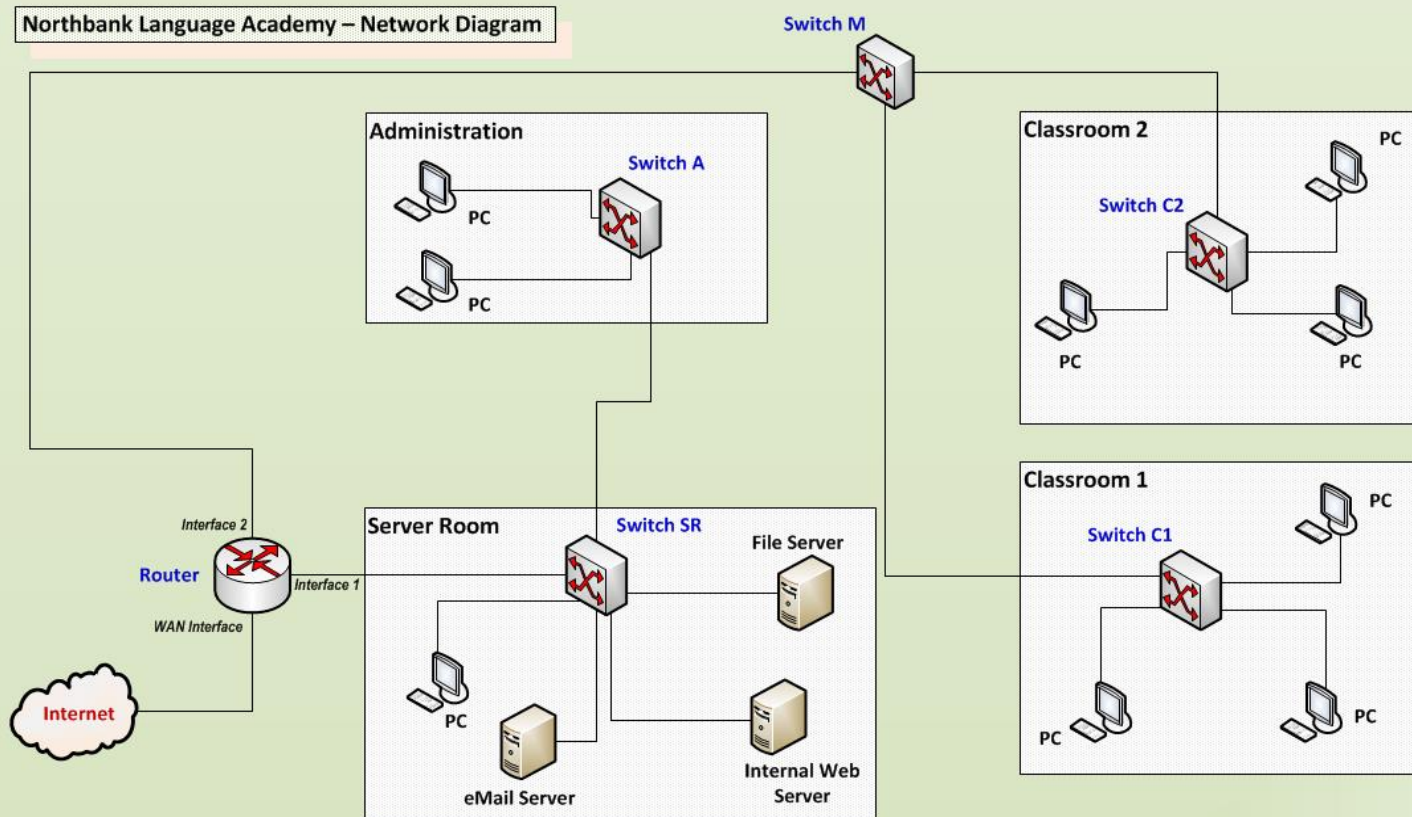 Northbank Language Academy – Network Diagram
Switch M
Administration
Switch A
PC
PC
Classroom 2
PC
Switch C2
PC
PC
Classroom 1
PC
Switch C1
PC
PC
Interface 2
Router
Interface 1
WAN Interface
Internet
Server Room
Switch SR
File Server
PC
eMail Server
Internal Web
Server